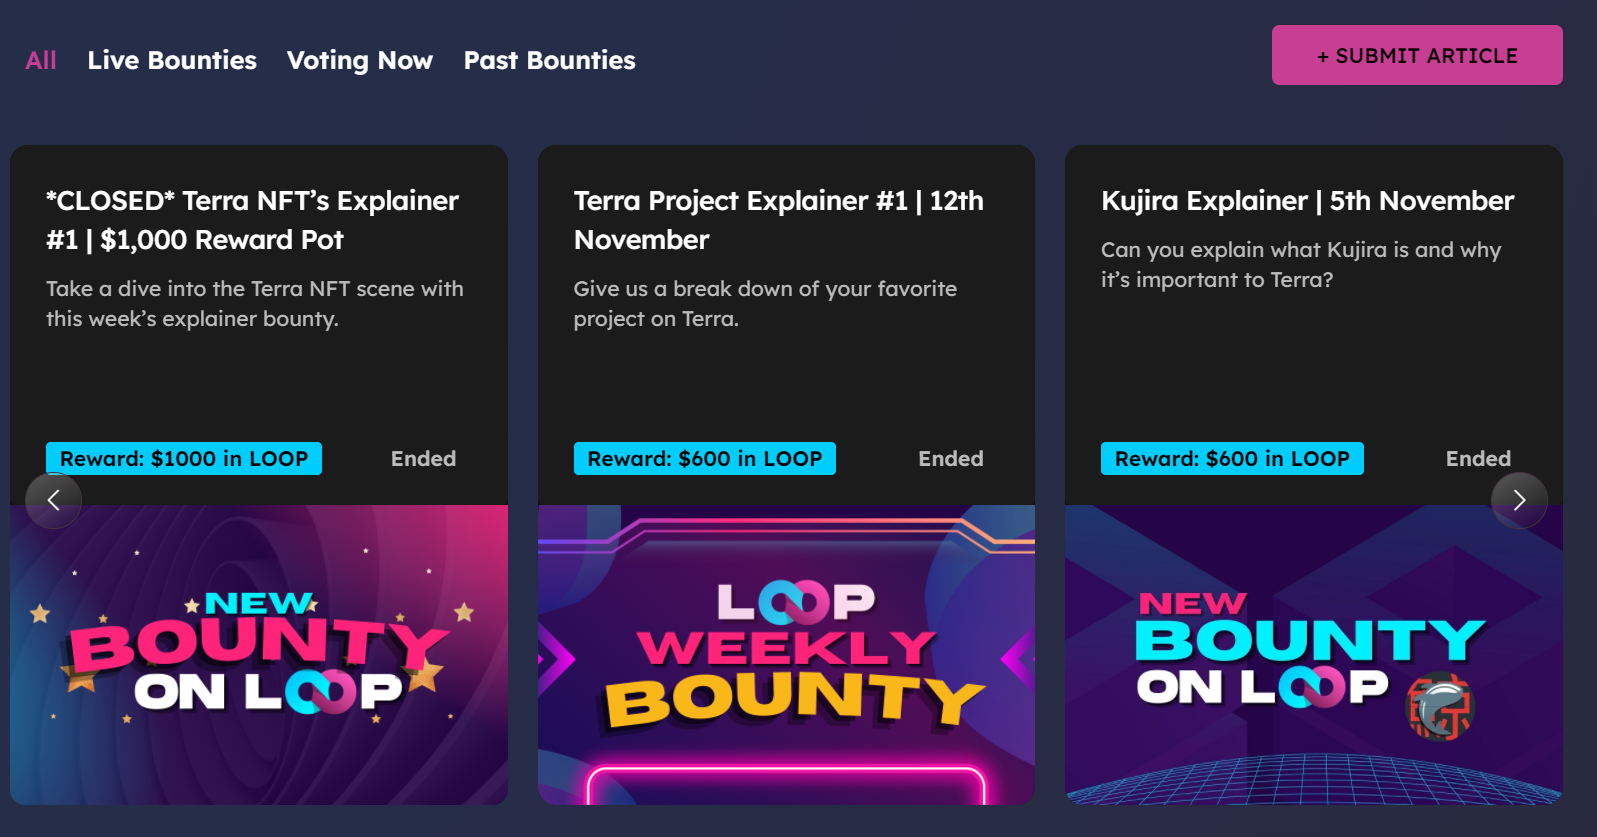 All Live Bounties Voting Now Past Bounties
+ SUBMIT ARTICLE
*CLOSED* Terra NFT’s Explainer
#1 | $1,000 Reward Pot
Take a dive into the Terra NFT scene with
this week’s explainer bounty.
Reward: $1000 in LOOP
Ended
NEW
BOUNTY
ON LOOP
Terra Project Explainer #1 | 12th
November
Give us a break down of your favorite
project on Terra.
Reward: $600 in LOOP
Ended
LOOP
WEEKLY
BOUNTY
Kujira Explainer | 5th November
Can you explain what Kujira is and why
it’s important to Terra?
Reward: $600 in LOOP
Ended
NEW
BOUNTY
ON LOOP